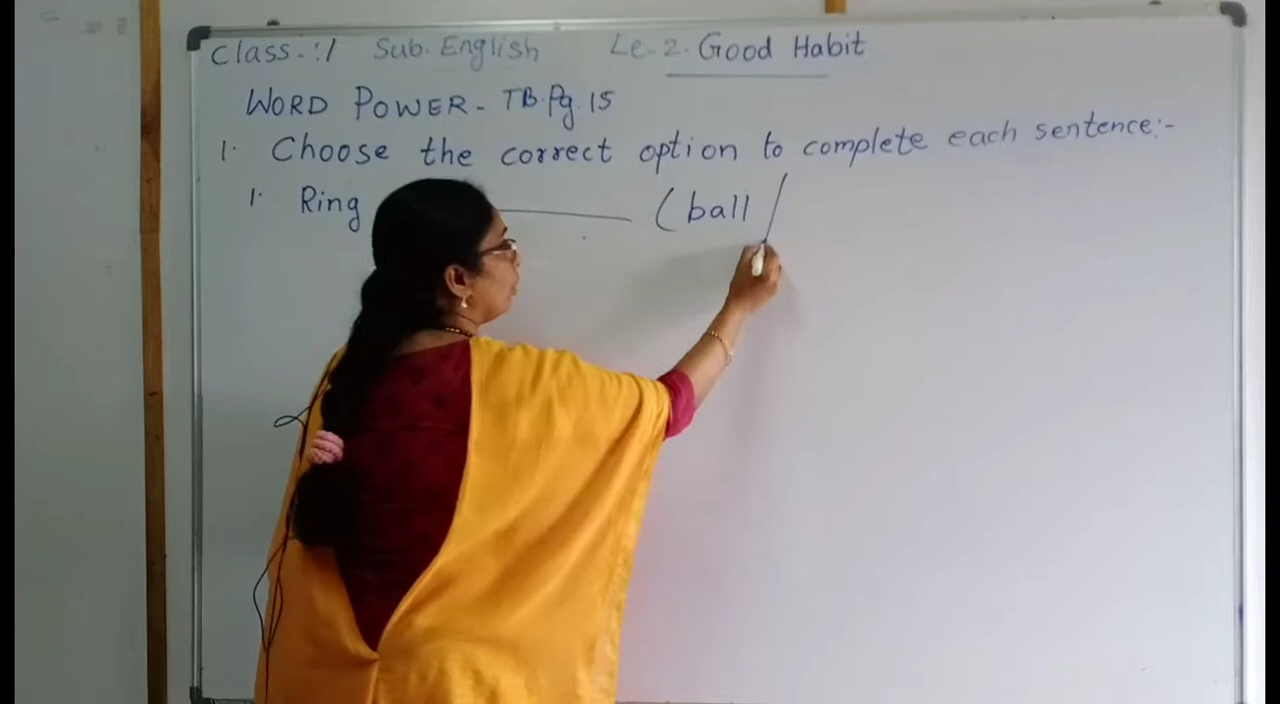 Class-:1 Sub. English Le-2. Good Habit
WORD POWER - TB.Pg.15
1. Choose the correct option to complete each sentence:-
1. Ring ______ (ball /